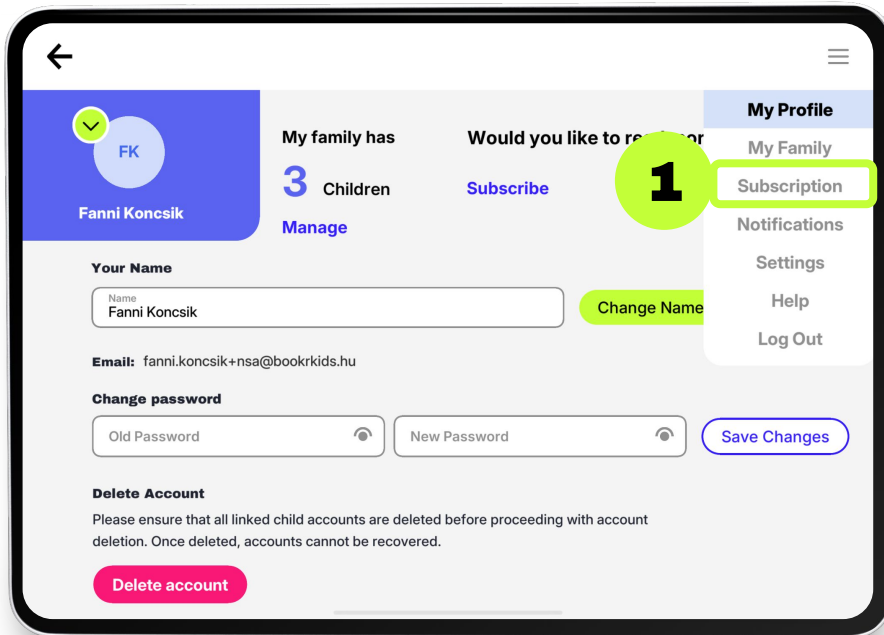 My Profile
My Family
Subscription
Notifications
Settings
Help
Log Out
1
FK
Fanni Koncsik
My family has
3 Children
Manage
Would you like to re
Subscribe
Your Name
Name
Fanni Koncsik
Change Name
Email: fanni.koncsik+nsa@bookrkids.hu
Change password
Old Password
New Password
Save Changes
Delete Account
Please ensure that all linked child accounts are deleted before proceeding with account
deletion. Once deleted, accounts cannot be recovered.
Delete account